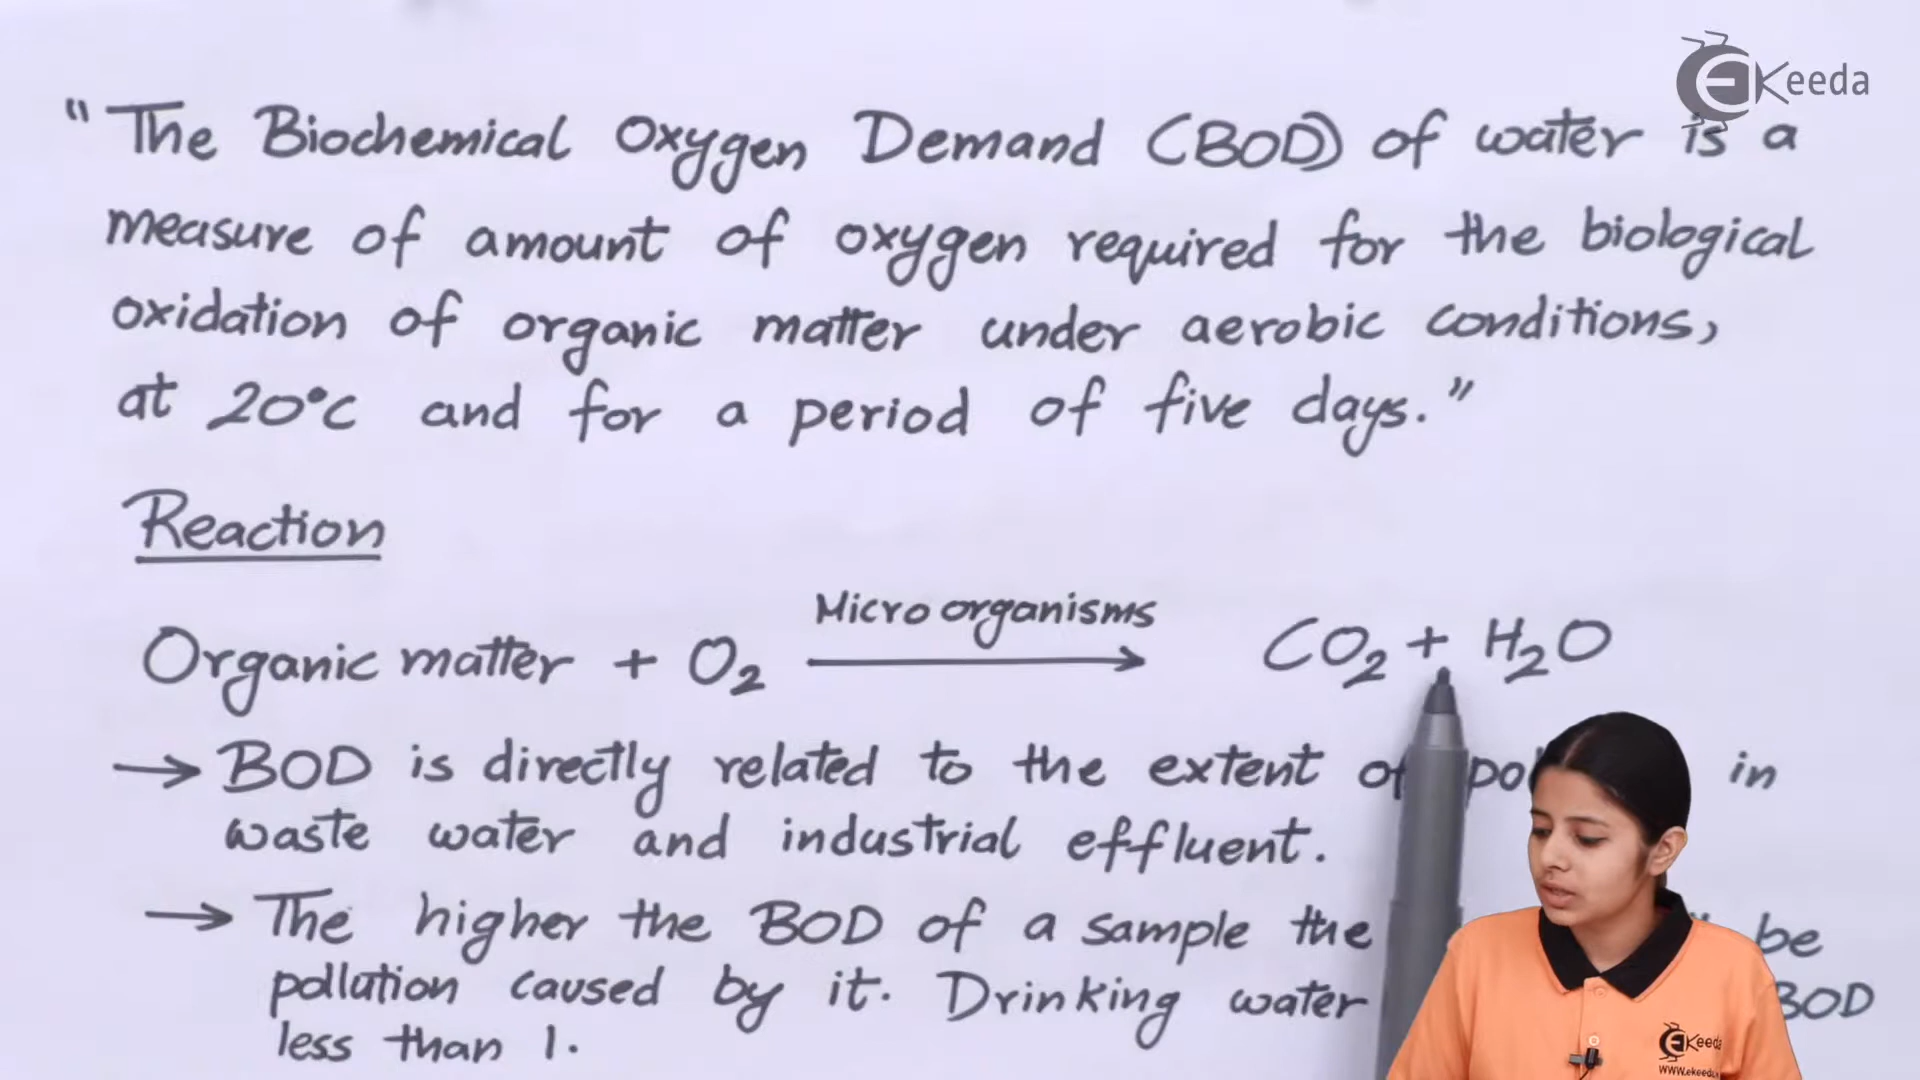 EKeeda
"The Biochemical Oxygen Demand (BOD) of water is a
measure of amount of oxygen required for the biological
oxidation of organic matter under aerobic conditions,
at 20°C and for a period of five days."
Reaction
Micro organisms
Organic matter + O₂ ⟶ CO₂ + H₂O
→ BOD is directly related to the extent of in
waste water and industrial effluent.
→ The higher the BOD of a sample the be
pollution caused by it. Drinking water BOD
less than 1.
EKeeda